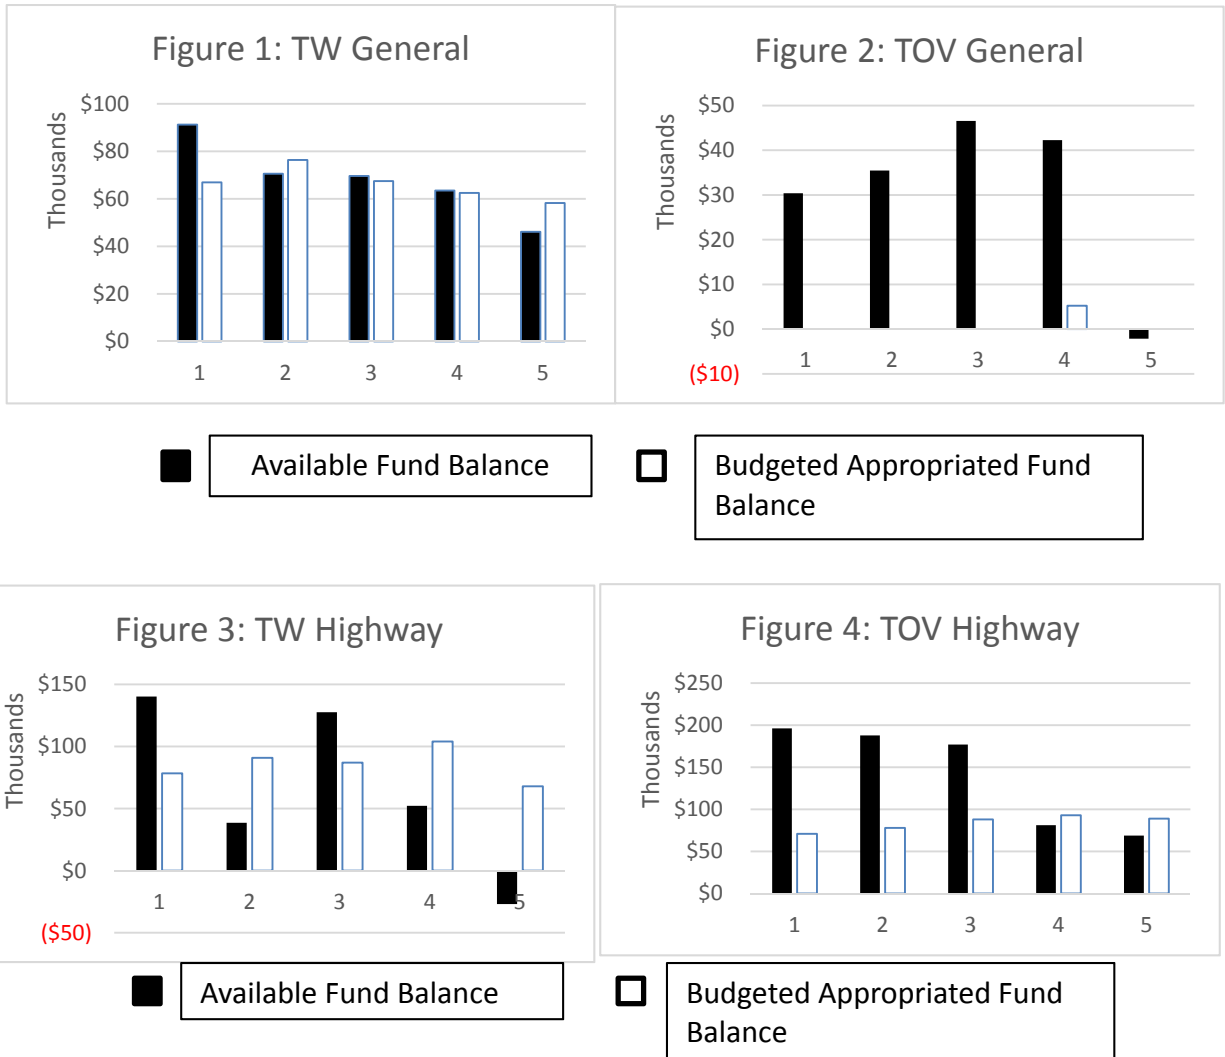 Figure 1: TW General
Thousands
$100
$80
$60
$40
$20
$0
1 2 3 4 5
Figure 2: TOV General
Thousands
$50
$40
$30
$20
$10
$0
($10)
1 2 3 4 5
Available Fund Balance
Budgeted Appropriated Fund
Balance
Figure 3: TW Highway
Thousands
$150
$100
$50
$0
($50)
1 2 3 4 5
Figure 4: TOV Highway
Thousands
$250
$200
$150
$100
$50
$0
1 2 3 4 5
Available Fund Balance
Budgeted Appropriated Fund
Balance